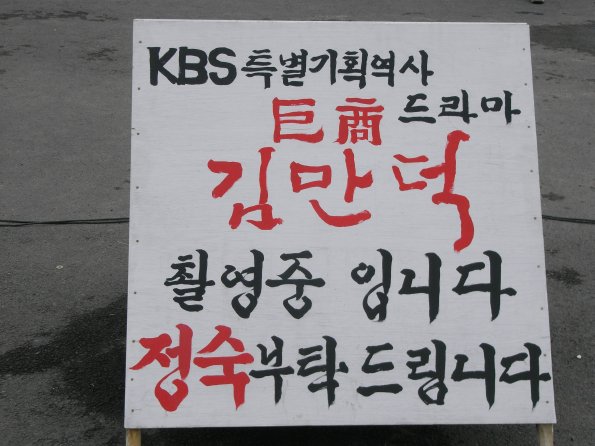 KBS 특별기획역사
드라마
巨商
김만덕
촬영중 입니다
정숙부탁드립니다